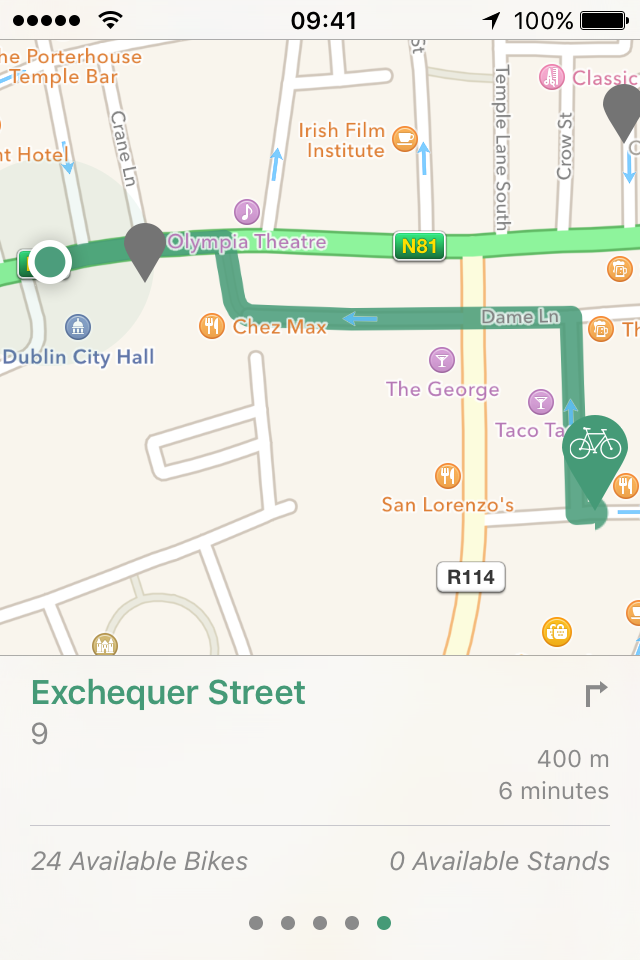 09:41
100%
he Porterhouse
Temple Bar
Crane Ln
St
Temple Lane South
Crow St
Classic
Irish Film
Institute
nt Hotel
Olympia Theatre
N81
Dublin City Hall
Chez Max
Dame Ln
Th
The George
Taco Ta
San Lorenzo's
R114
Exchequer Street
9
400 m
6 minutes
24 Available Bikes
0 Available Stands